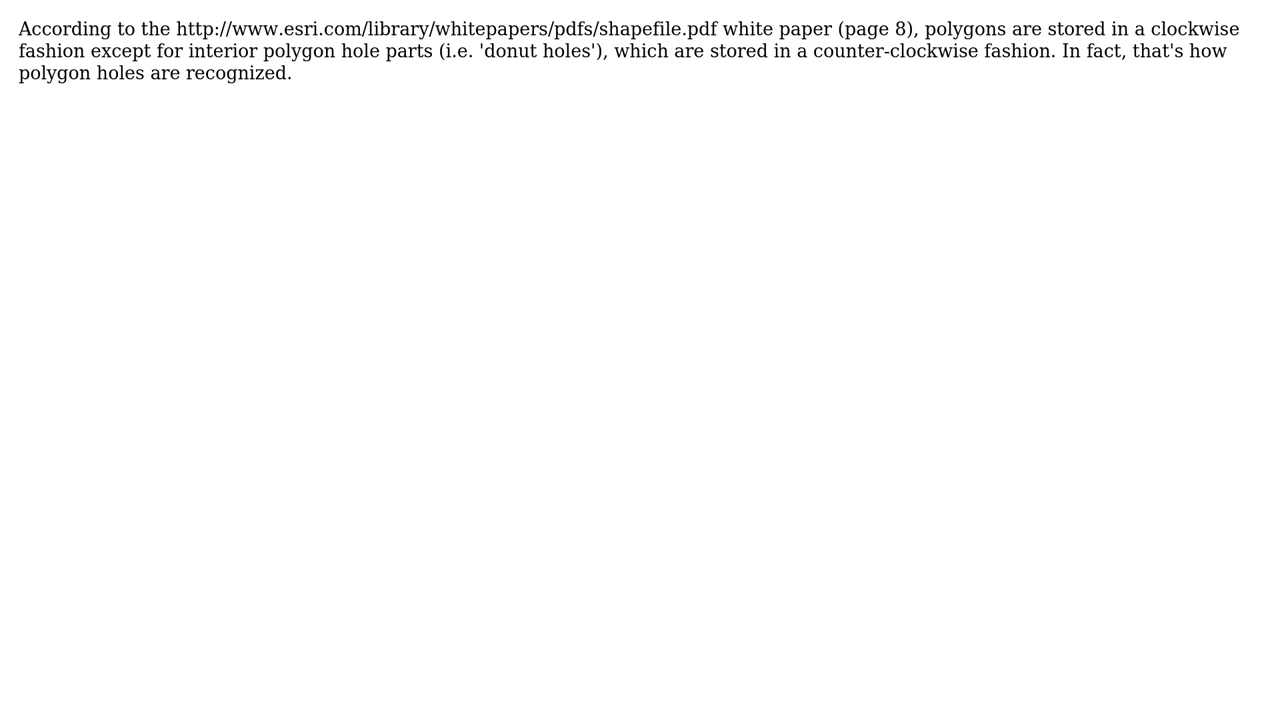 According to the http://www.esri.com/library/whitepapers/pdfs/shapefile.pdf white paper (page 8), polygons are stored in a clockwise
fashion except for interior polygon hole parts (i.e. 'donut holes'), which are stored in a counter-clockwise fashion. In fact, that's how
polygon holes are recognized.